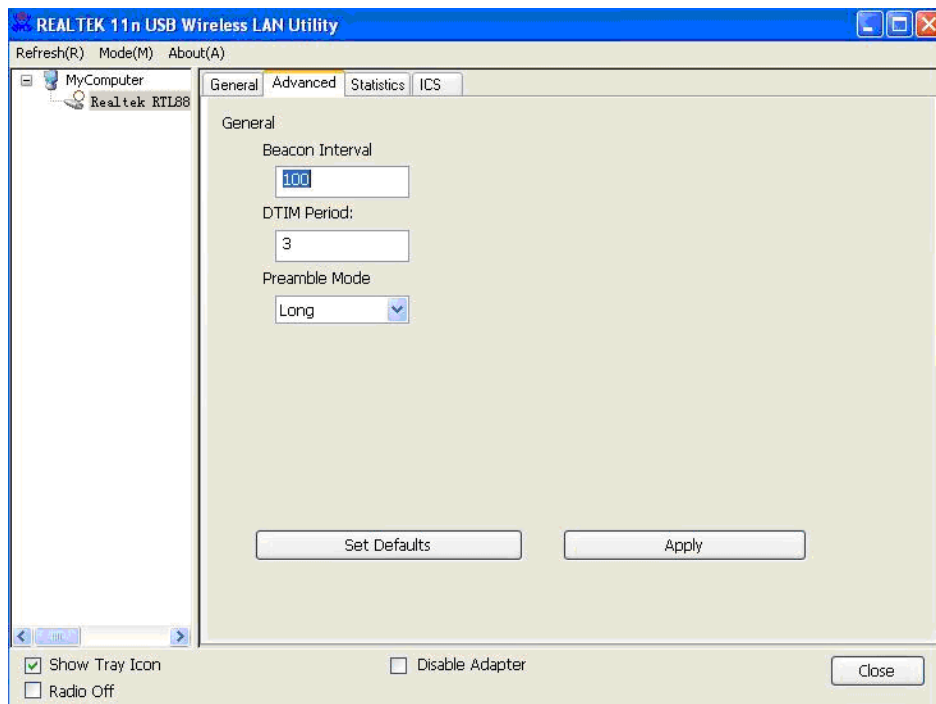 REALTEK 11n USB Wireless LAN Utility
Refresh(R) Mode(M) About(A)
MyComputer
Realtek RTL88
General Advanced Statistics ICS
General
Beacon Interval
100
DTIM Period:
3
Preamble Mode
Long
Set Defaults Apply
Show Tray Icon Disable Adapter
Radio Off
Close